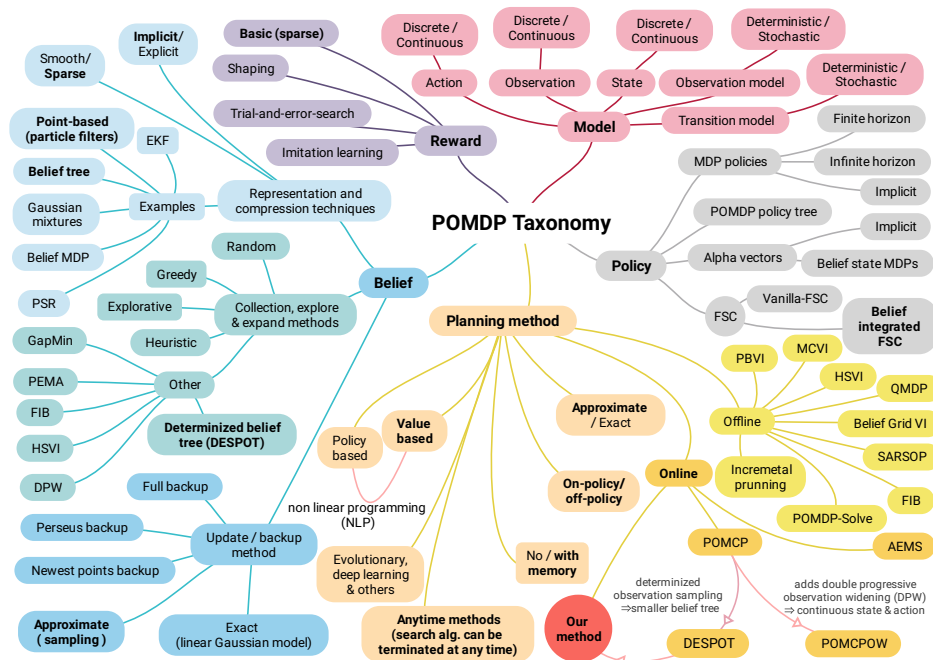 POMDP Taxonomy
Reward
Basic (sparse)
Shaping
Trial-and-error-search
Imitation learning
Model
Discrete /
Continuous
Action
Discrete /
Continuous
Observation
Discrete /
Continuous
State
Deterministic /
Stochastic
Observation model
Deterministic /
Stochastic
Transition model
Policy
MDP policies
Finite horizon
Infinite horizon
Implicit
POMDP policy tree
Alpha vectors
Implicit
Belief state MDPs
FSC
Vanilla-FSC
Belief
integrated
FSC
Belief
Representation and
compression techniques
Implicit/
Explicit
Smooth/
Sparse
Examples
Point-based
(particle filters)
EKF
Belief tree
Gaussian
mixtures
Belief MDP
PSR
Collection, explore
& expand methods
Random
Greedy
Explorative
Heuristic
Other
GapMin
PEMA
FIB
HSVI
DPW
Determinized belief
tree (DESPOT)
Update / backup
method
Full backup
Perseus backup
Newest points backup
Approximate
( sampling )
Exact
(linear Gaussian model)
Planning method
Policy
based
Value
based
non linear programming
(NLP)
Evolutionary,
deep learning
& others
Anytime methods
(search alg. can be
terminated at any time)
No / with
memory
On-policy/
off-policy
Approximate
/ Exact
Offline
PBVI
MCVI
HSVI
QMDP
Belief Grid VI
SARSOP
FIB
POMDP-Solve
Incremetal
prunning
Online
POMCP
AEMS
determinized
observation sampling
⇒smaller belief tree
adds double progressive
observation widening (DPW)
⇒ continuous state & action
Our
method
DESPOT
POMCPOW